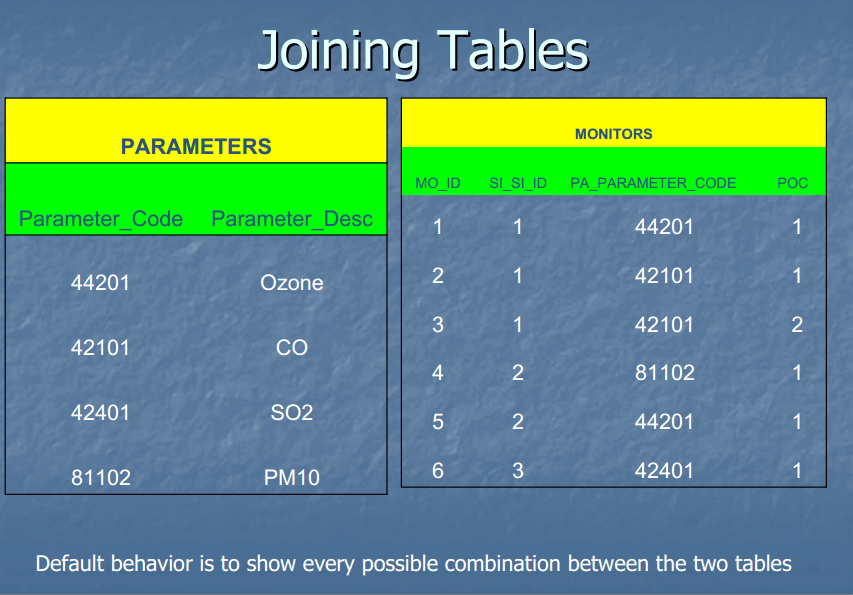 Joining Tables
PARAMETERS
Parameter_Code Parameter_Desc
44201 Ozone
42101 CO
42401 SO2
81102 PM10
MONITORS
MO_ID SI_SI_ID PA_PARAMETER_CODE POC
1 1 44201 1
2 1 42101 1
3 1 42101 2
4 2 81102 1
5 2 44201 1
6 3 42401 1
Default behavior is to show every possible combination between the two tables